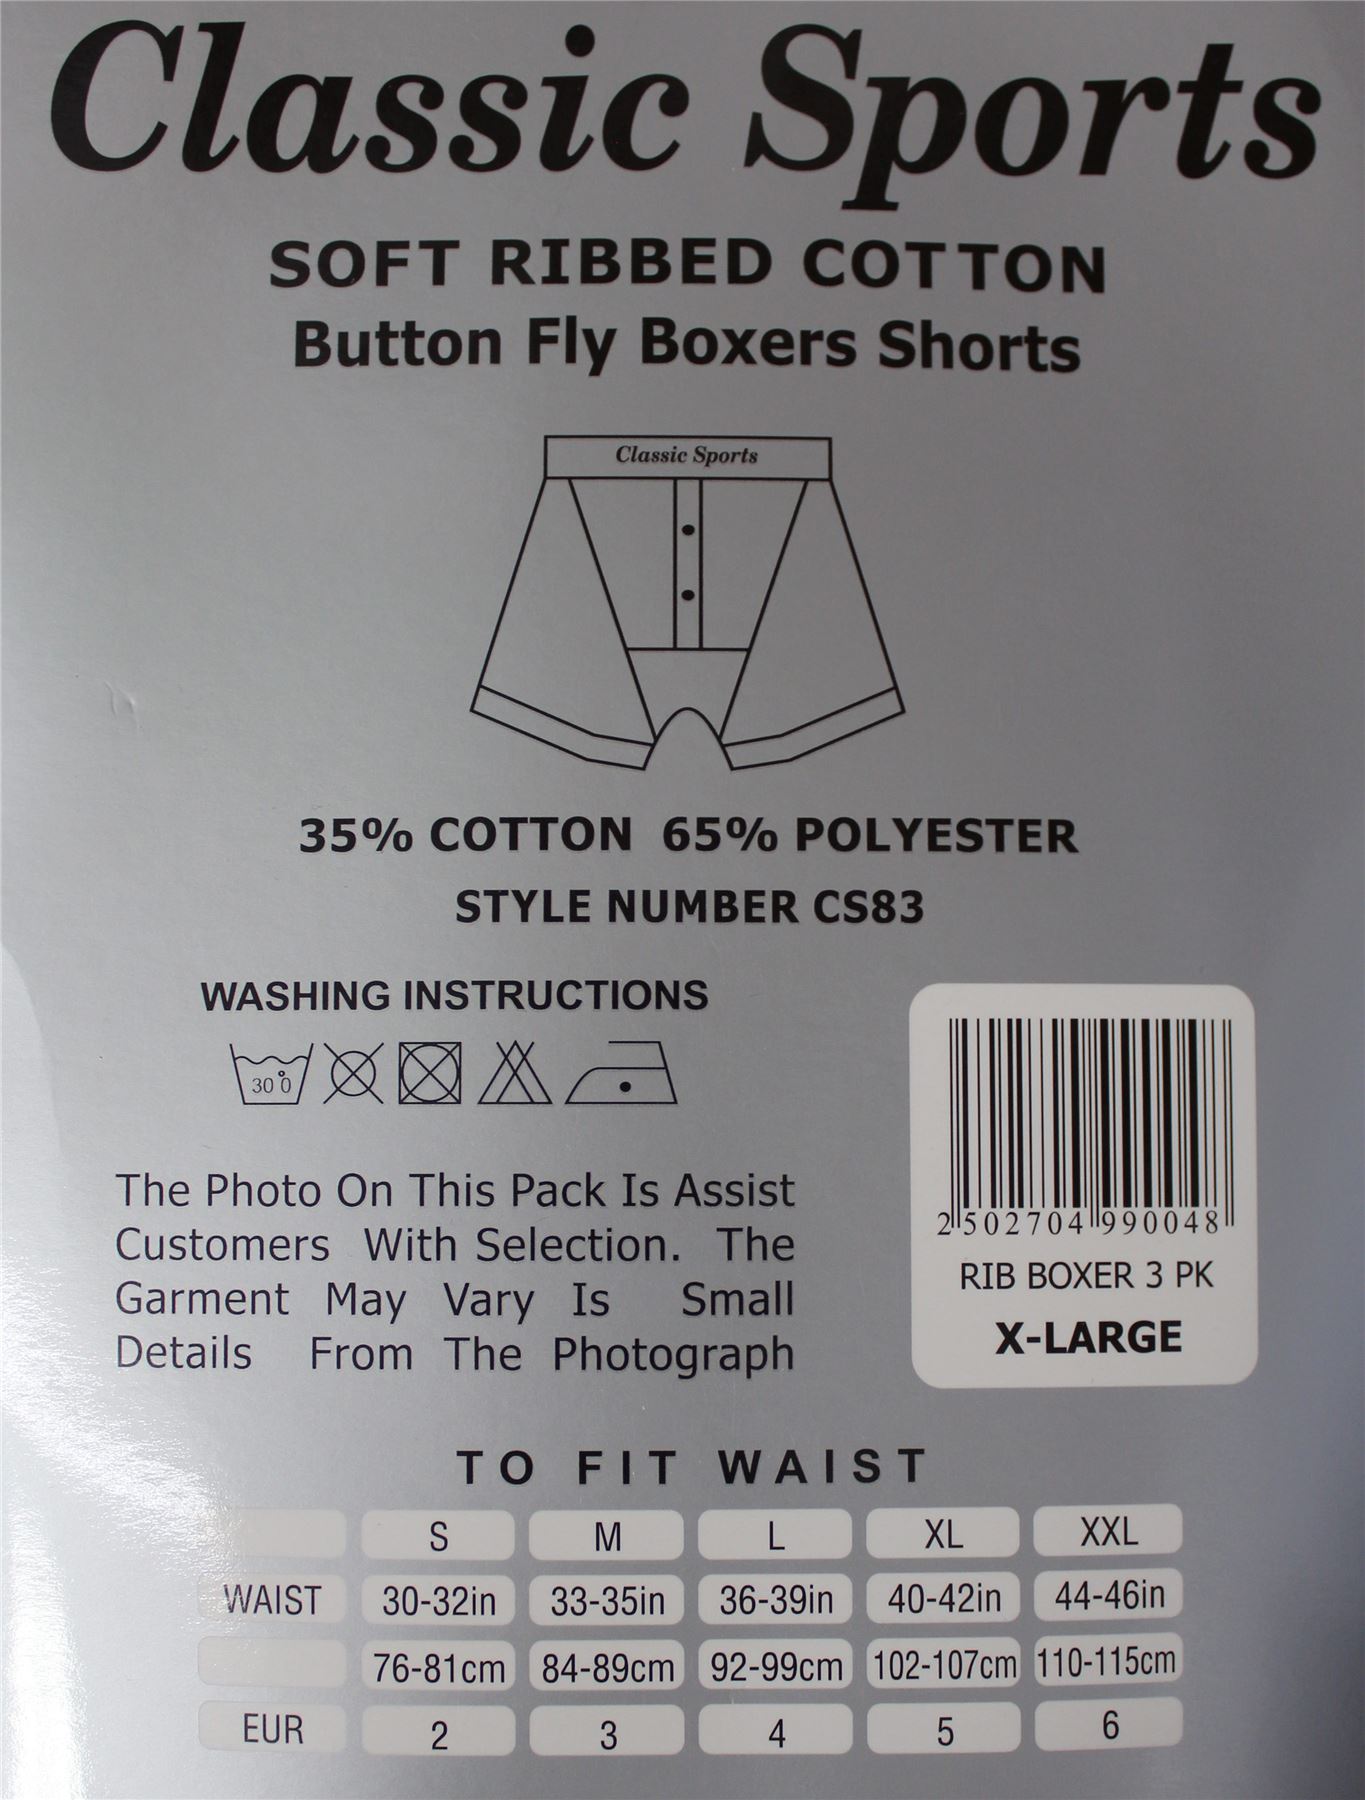 Classic Sports
SOFT RIBBED COTTON
Button Fly Boxers Shorts
Classic Sports
35% COTTON 65% POLYESTER
STYLE NUMBER CS83
WASHING INSTRUCTIONS
30°
The Photo On This Pack Is Assist
Customers With Selection. The
Garment May Vary Is Small
Details From The Photograph
2 502704 990048
RIB BOXER 3 PK
X-LARGE
TO FIT WAIST
S M L XL XXL
WAIST 30-32in 33-35in 36-39in 40-42in 44-46in
76-81cm 84-89cm 92-99cm 102-107cm 110-115cm
EUR 2 3 4 5 6